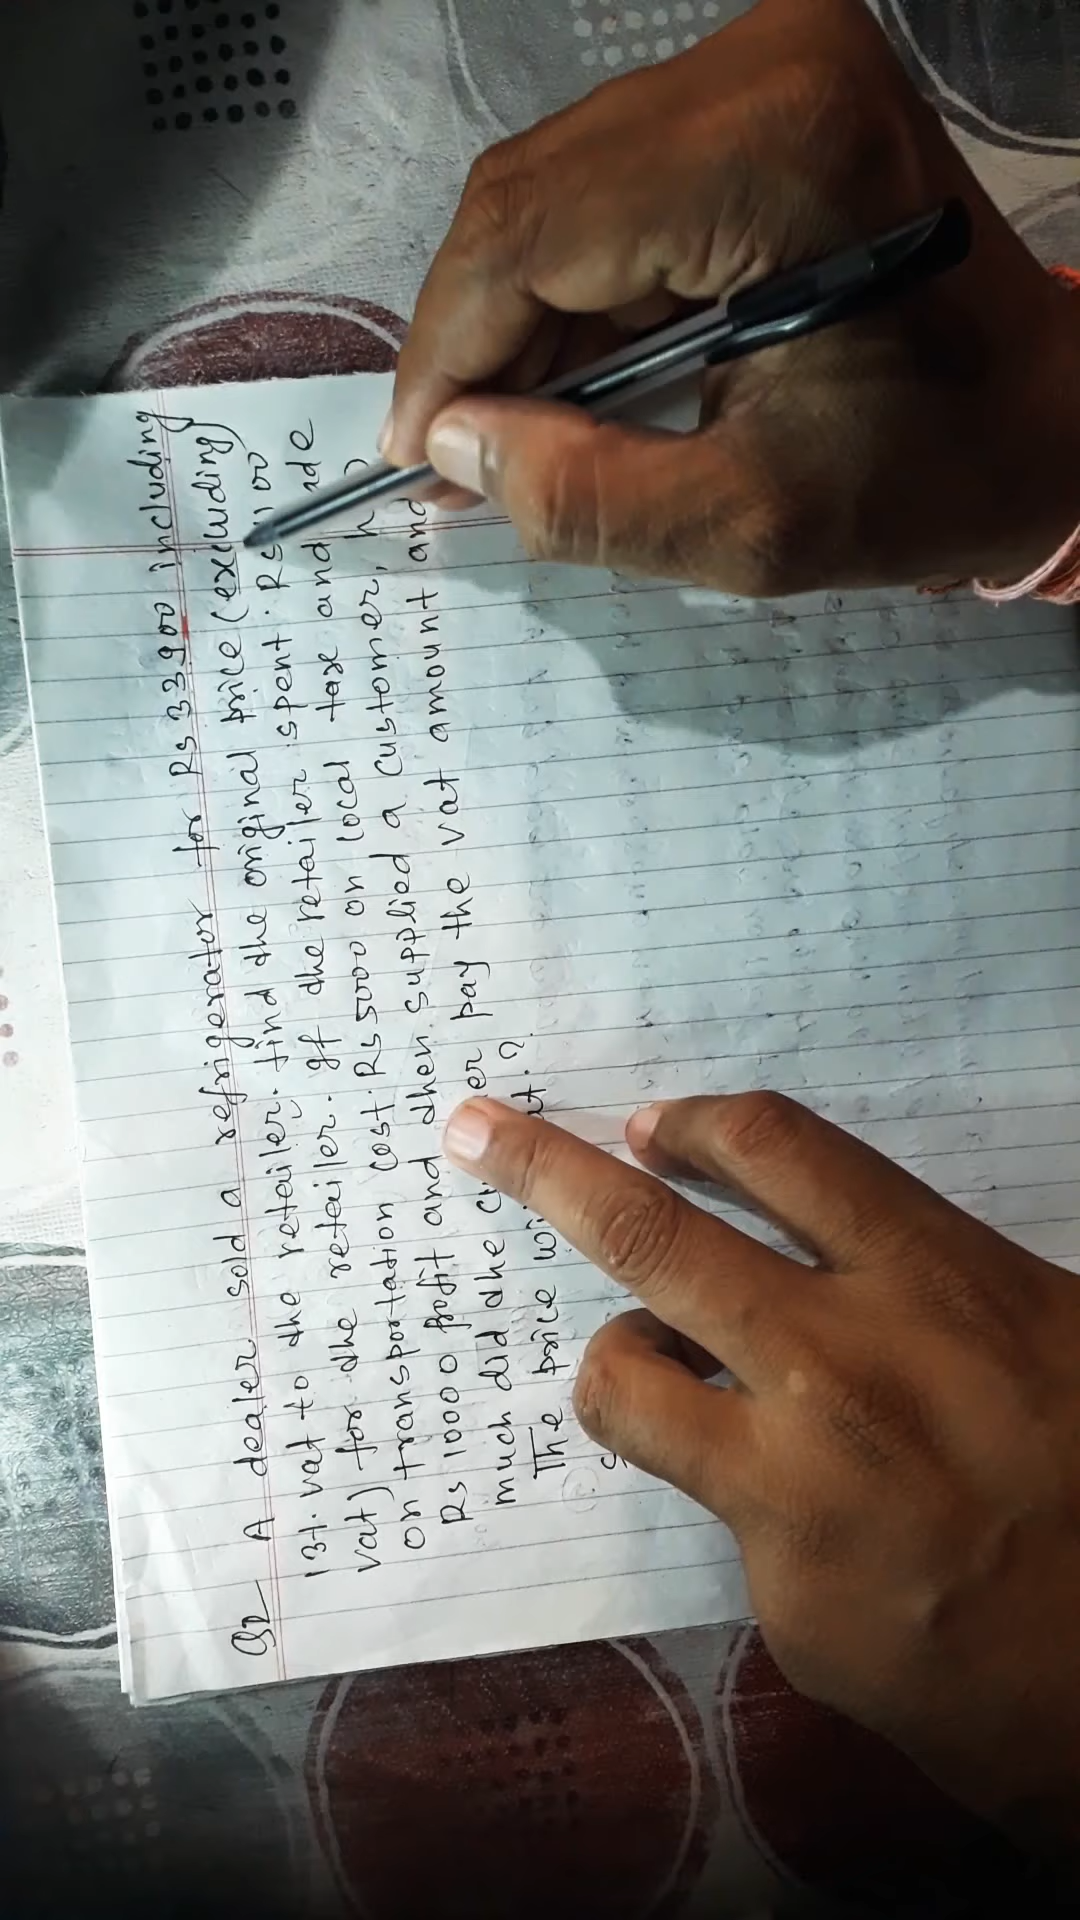 Q2 A dealer sold a refrigerator for Rs 33900 including
13%. vat to the retailer. find the original price (excluding
vat) for the retailer. If the retailer spent. Rs
on transportation cost. Rs 5000 on local tax and
Rs 10000 profit and then supplied a customer,
much did the pay the vat amount and
The price ?